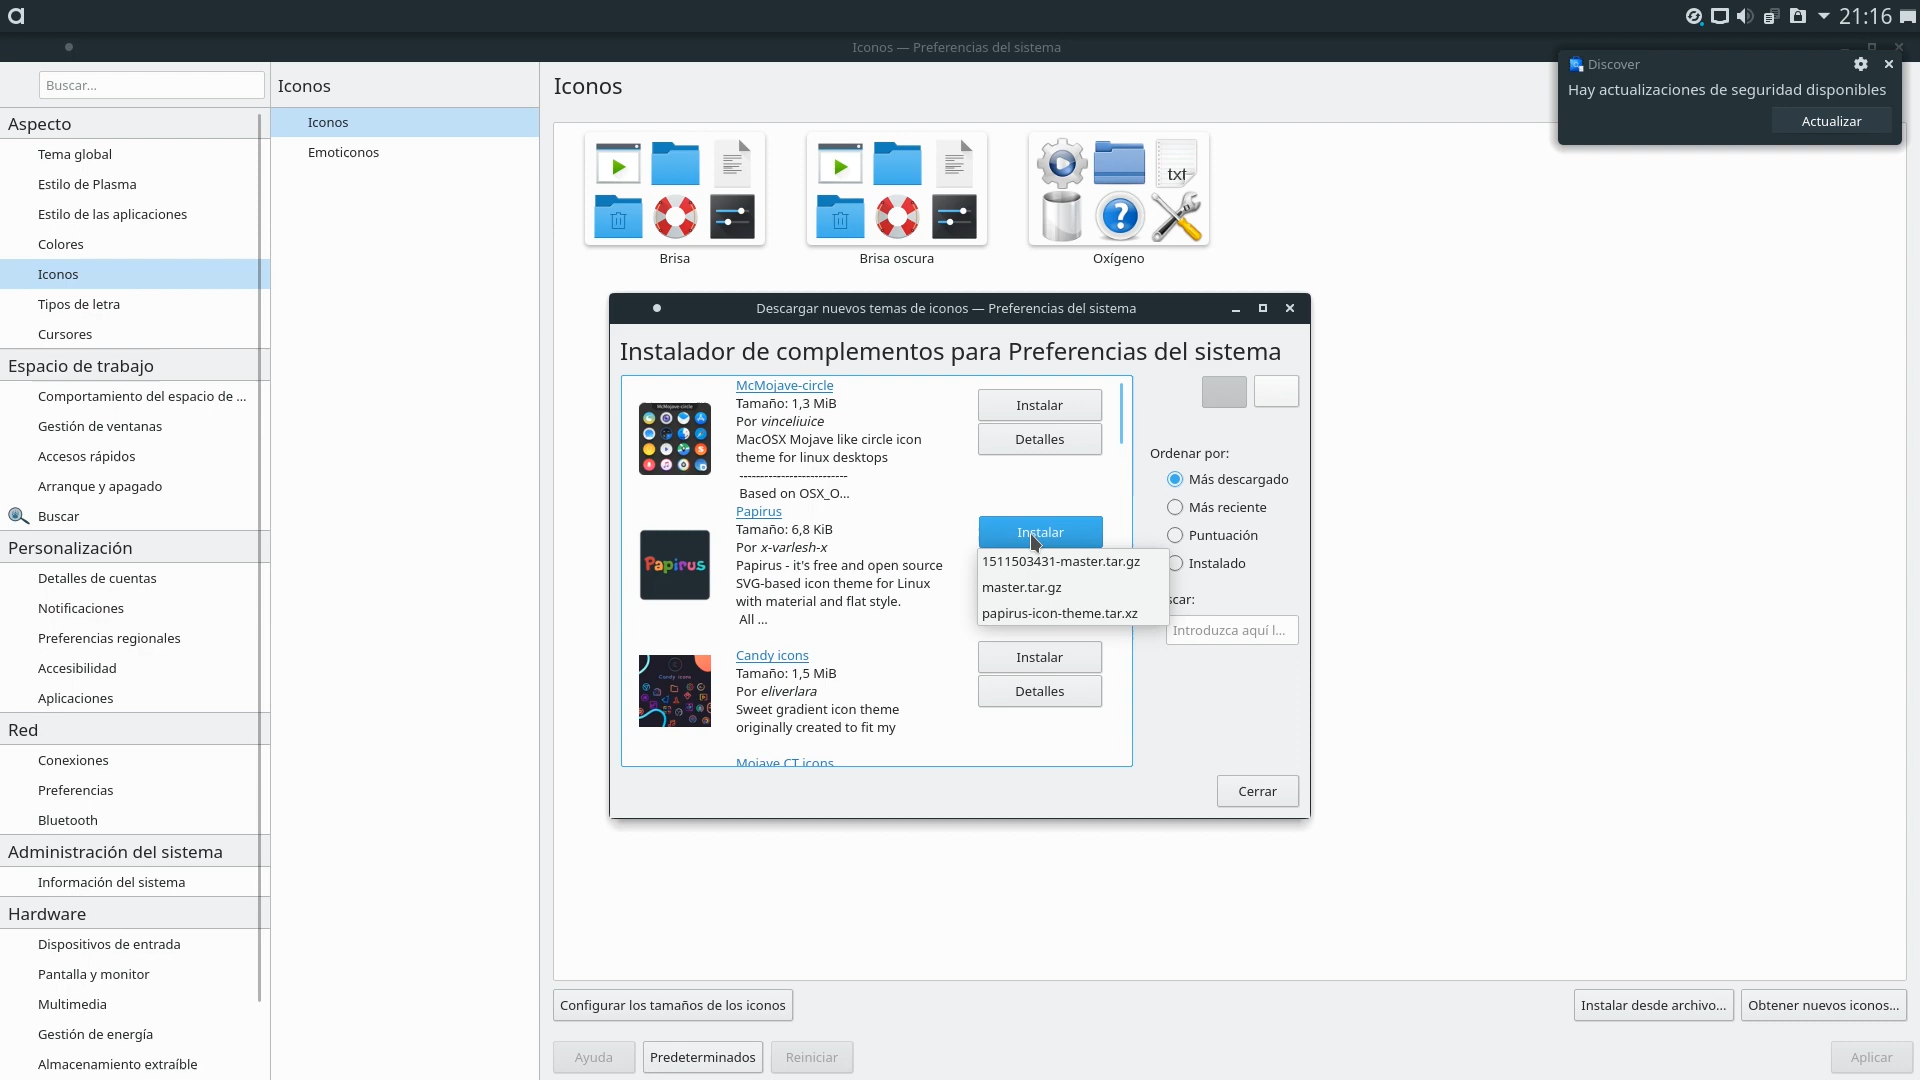 21:16
Iconos — Preferencias del sistema
Buscar...
Aspecto
Tema global
Estilo de Plasma
Estilo de las aplicaciones
Colores
Iconos
Tipos de letra
Cursores
Espacio de trabajo
Comportamiento del espacio de ...
Gestión de ventanas
Accesos rápidos
Arranque y apagado
Buscar
Personalización
Detalles de cuentas
Notificaciones
Preferencias regionales
Accesibilidad
Aplicaciones
Red
Conexiones
Preferencias
Bluetooth
Administración del sistema
Información del sistema
Hardware
Dispositivos de entrada
Pantalla y monitor
Multimedia
Gestión de energía
Almacenamiento extraíble
Iconos
Iconos
Emoticonos
Iconos
txt
Brisa
Brisa oscura
Oxígeno
Discover
Hay actualizaciones de seguridad disponibles
Actualizar
Descargar nuevos temas de iconos — Preferencias del sistema
Instalador de complementos para Preferencias del sistema
McMojave-circle
McMojave-circle
Tamaño: 1,3 MiB
Por vinceliuice
MacOSX Mojave like circle icon
theme for linux desktops
--------------------------
Based on OSX_O...
Instalar
Detalles
Papirus
Papirus
Tamaño: 6,8 KiB
Por x-varlesh-x
Papirus - it's free and open source
SVG-based icon theme for Linux
with material and flat style.
All ...
Instalar
1511503431-master.tar.gz
master.tar.gz
papirus-icon-theme.tar.xz
Candy icons
Candy icons
Tamaño: 1,5 MiB
Por eliverlara
Sweet gradient icon theme
originally created to fit my
Instalar
Detalles
Mojave CT icons
Ordenar por:
Más descargado
Más reciente
Puntuación
Instalado
scar:
Introduzca aquí l...
Cerrar
Configurar los tamaños de los iconos
Instalar desde archivo...
Obtener nuevos iconos...
Ayuda
Predeterminados
Reiniciar
Aplicar